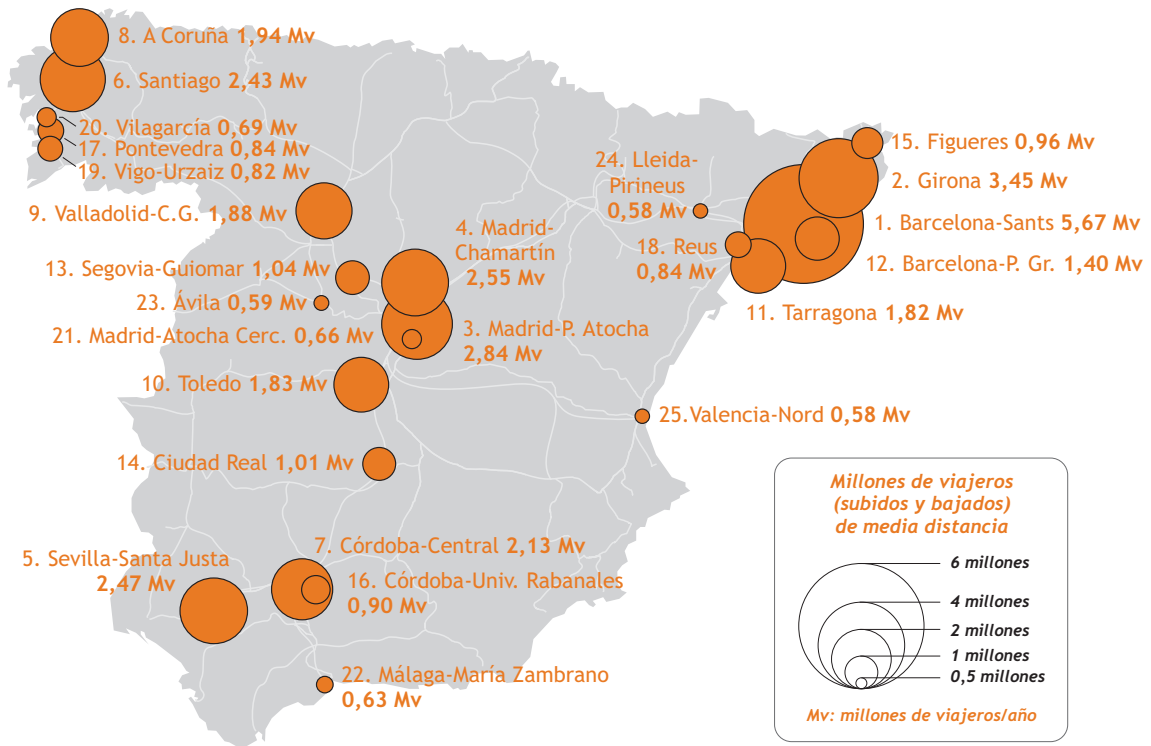 8. A Coruña 1,94 Mv
6. Santiago 2,43 Mv
20. Vilagarcía 0,69 Mv
17. Pontevedra 0,84 Mv
19. Vigo-Urzaiz 0,82 Mv
9. Valladolid-C.G. 1,88 Mv
4. Madrid-
Chamartín
2,55 Mv
13. Segovia-Guiomar 1,04 Mv
23. Ávila 0,59 Mv
21. Madrid-Atocha Cerc. 0,66 Mv
3. Madrid-P. Atocha
2,84 Mv
10. Toledo 1,83 Mv
14. Ciudad Real 1,01 Mv
24. Lleida-
Pirineus
0,58 Mv
18. Reus
0,84 Mv
15. Figueres 0,96 Mv
2. Girona 3,45 Mv
1. Barcelona-Sants 5,67 Mv
12. Barcelona-P. Gr. 1,40 Mv
11. Tarragona 1,82 Mv
25.Valencia-Nord 0,58 Mv
7. Córdoba-Central 2,13 Mv
5. Sevilla-Santa Justa
2,47 Mv
16. Córdoba-Univ. Rabanales
0,90 Mv
22. Málaga-María Zambrano
0,63 Mv
Millones de viajeros
(subidos y bajados)
de media distancia
6 millones
4 millones
2 millones
1 millones
0,5 millones
Mv: millones de viajeros/año